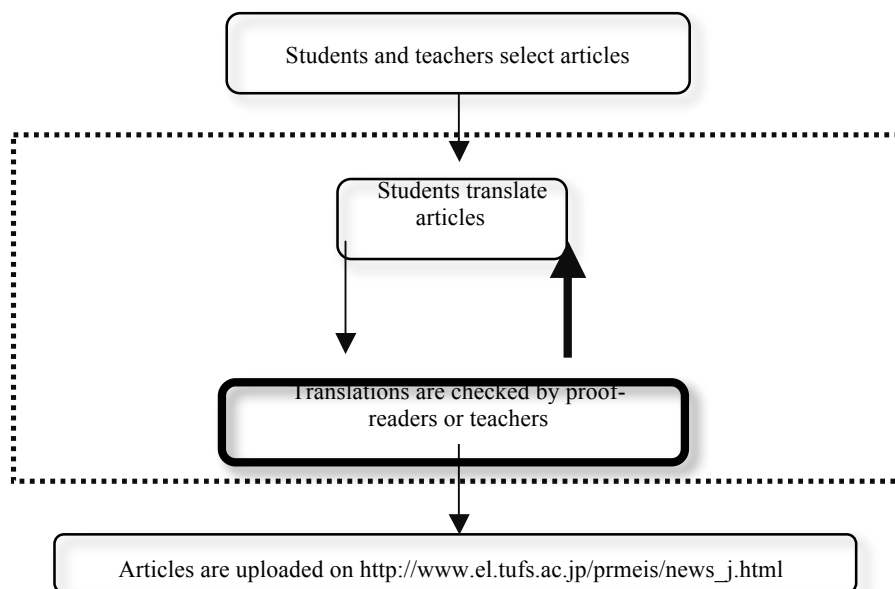 Students and teachers select articles
Students translate
articles
Translations are checked by proof-
readers or teachers
Articles are uploaded on http://www.el.tufs.ac.jp/prmeis/news_j.html